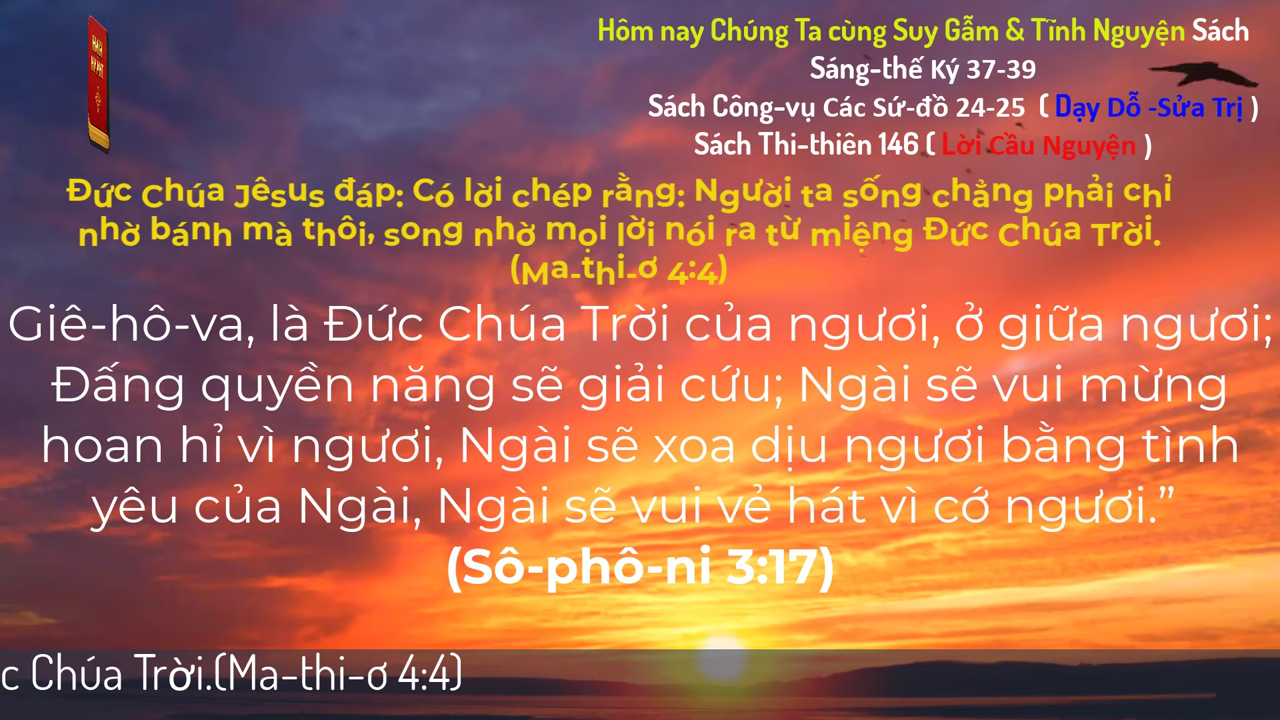 Hôm nay Chúng Ta cùng Suy Gẫm & Tĩnh Nguyện Sách
Sáng-thế Ký 37-39
Sách Công-vụ Các Sứ-đồ 24-25 ( Dạy Dỗ -Sửa Trị )
Sách Thi-thiên 146 ( Lời Cầu Nguyện )
Đức Chúa Jêsus đáp: Có lời chép rằng: Người ta sống chẳng phải chỉ
nhờ bánh mà thôi, song nhờ mọi lời nói ra từ miệng Đức Chúa Trời.
(Ma-thi-ơ 4:4)
Giê-hô-va, là Đức Chúa Trời của ngươi, ở giữa ngươi;
Đấng quyền năng sẽ giải cứu; Ngài sẽ vui mừng
hoan hỉ vì ngươi, Ngài sẽ xoa dịu ngươi bằng tình
yêu của Ngài, Ngài sẽ vui vẻ hát vì cớ ngươi.”
(Sô-phô-ni 3:17)
c Chúa Trời.(Ma-thi-ơ 4:4)